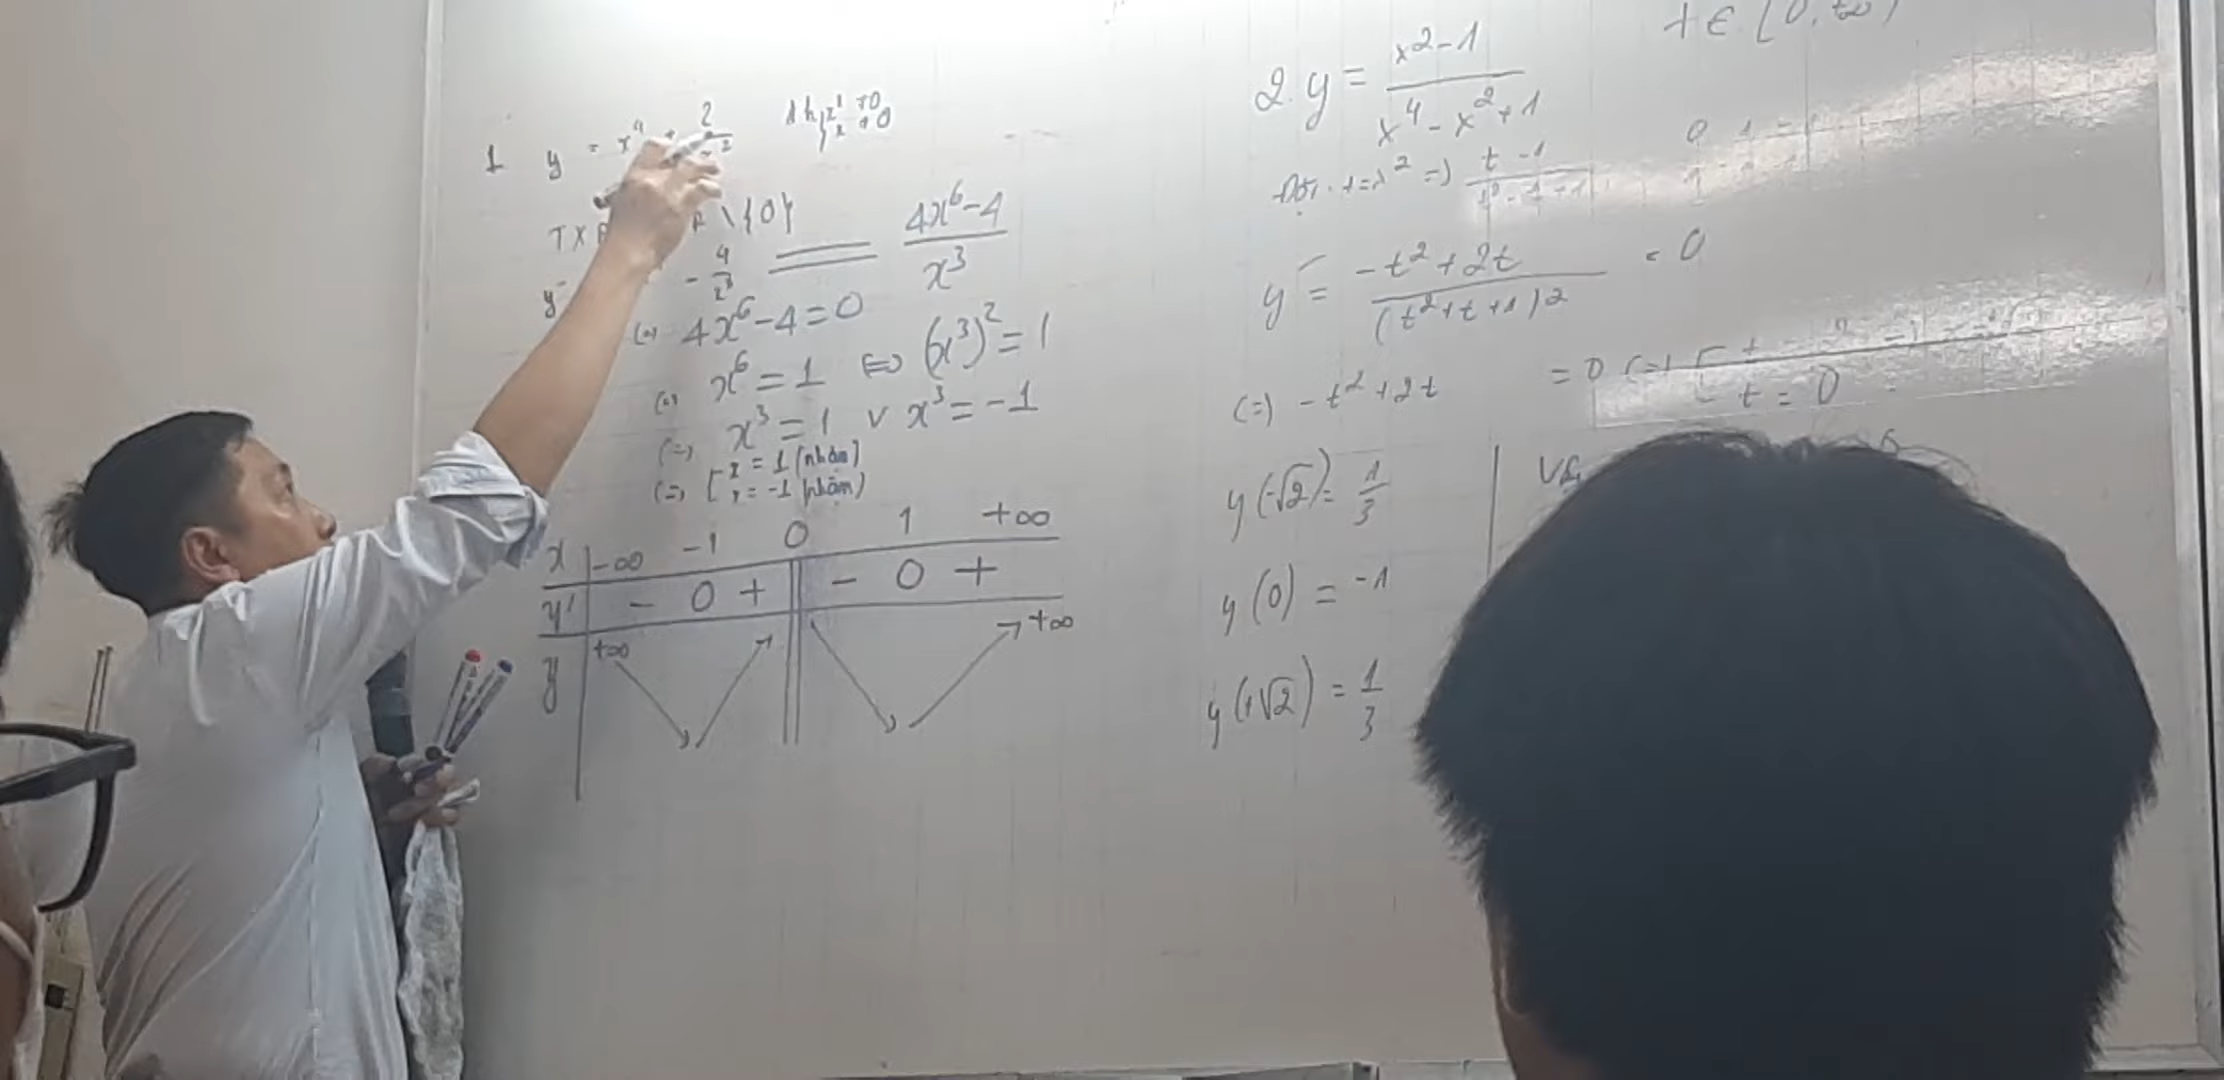 1 y = x⁴ + 2/x²
TXĐ \{0}
y' - 4/x³ = (4x⁶-4)/x³
(=) 4x⁶-4=0
(=) x⁶=1 ⇔ (x³)²=1
(=) x³=1 ∨ x³=-1
(=) [ x = 1 (nhận)
x = -1 (nhận)
x -∞ -1 0 1 +∞
y' - 0 + || - 0 +
y +∞ ↘ ↗ || ↘ ↗ +∞
t ∈ [0,+∞)
2. y = (x²-1)/(x⁴-x²+1)
Đặt t=x² =) (t-1)/(t²-t+1)
y' = (-t²+2t)/(t²+t+1)² = 0
(=) -t²+2t = 0 (=) [
t = 0
y(-√2) = 1/3
y(0) = -1
y(+√2) = 1/3